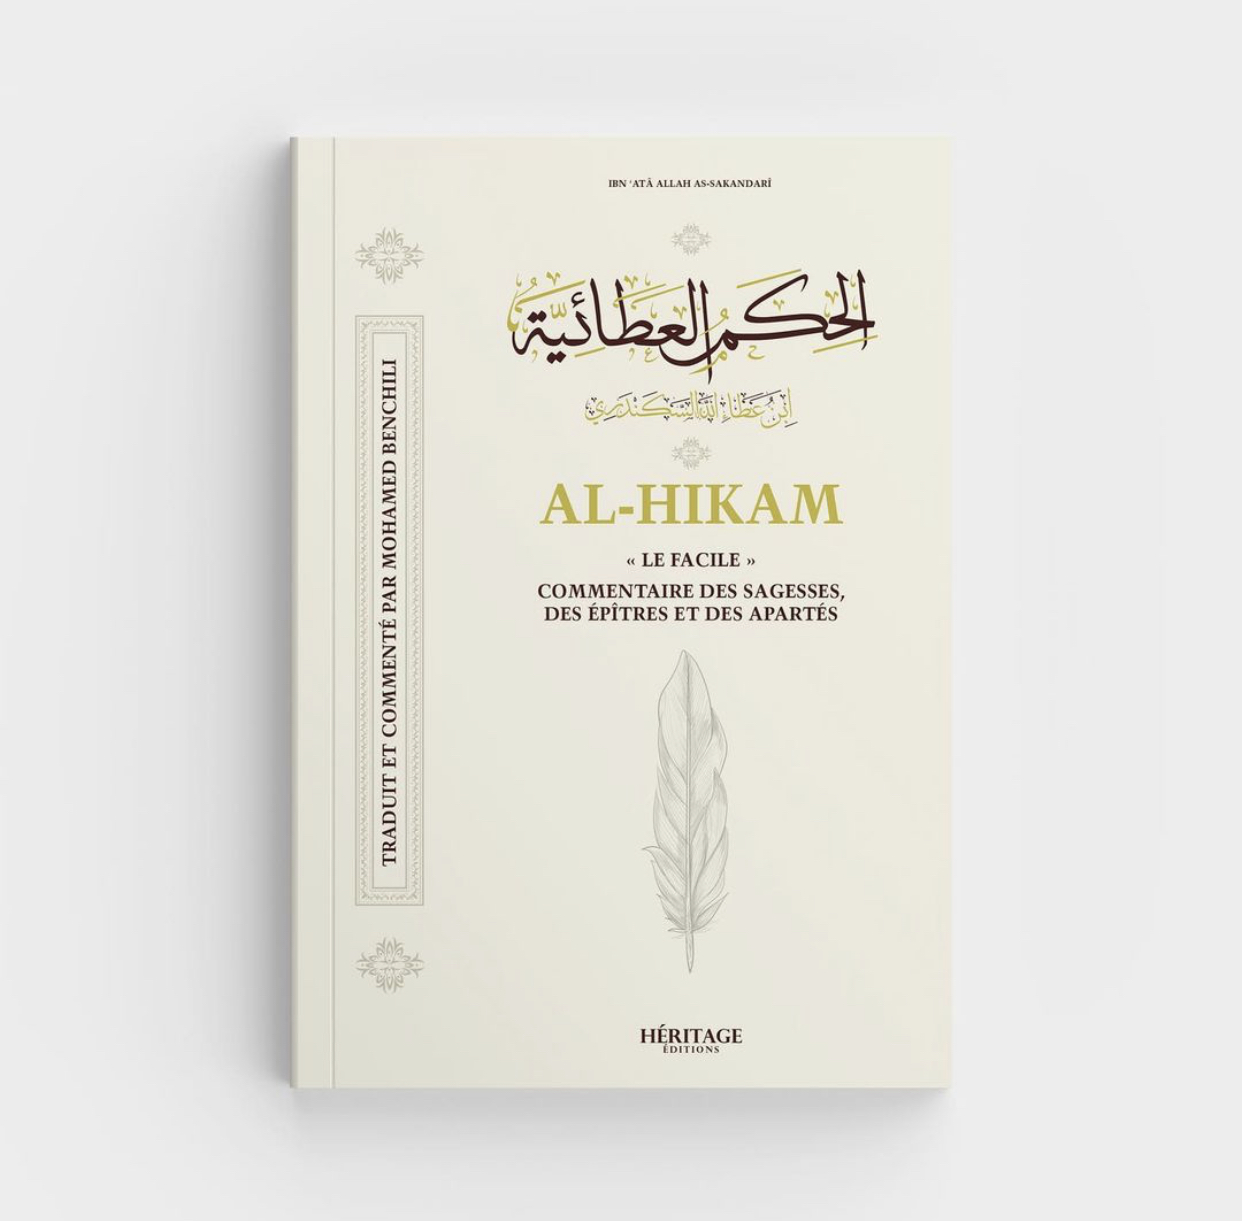 IBN ‘ATÂ ALLAH AS-SAKANDARÎ
الحكم العطائية
ابن عطاء الله السكندري
AL-HIKAM
« LE FACILE »
COMMENTAIRE DES SAGESSES,
DES ÉPÎTRES ET DES APARTÉS
TRADUIT ET COMMENTÉ PAR MOHAMED BENCHILI
HÉRITAGE
ÉDITIONS